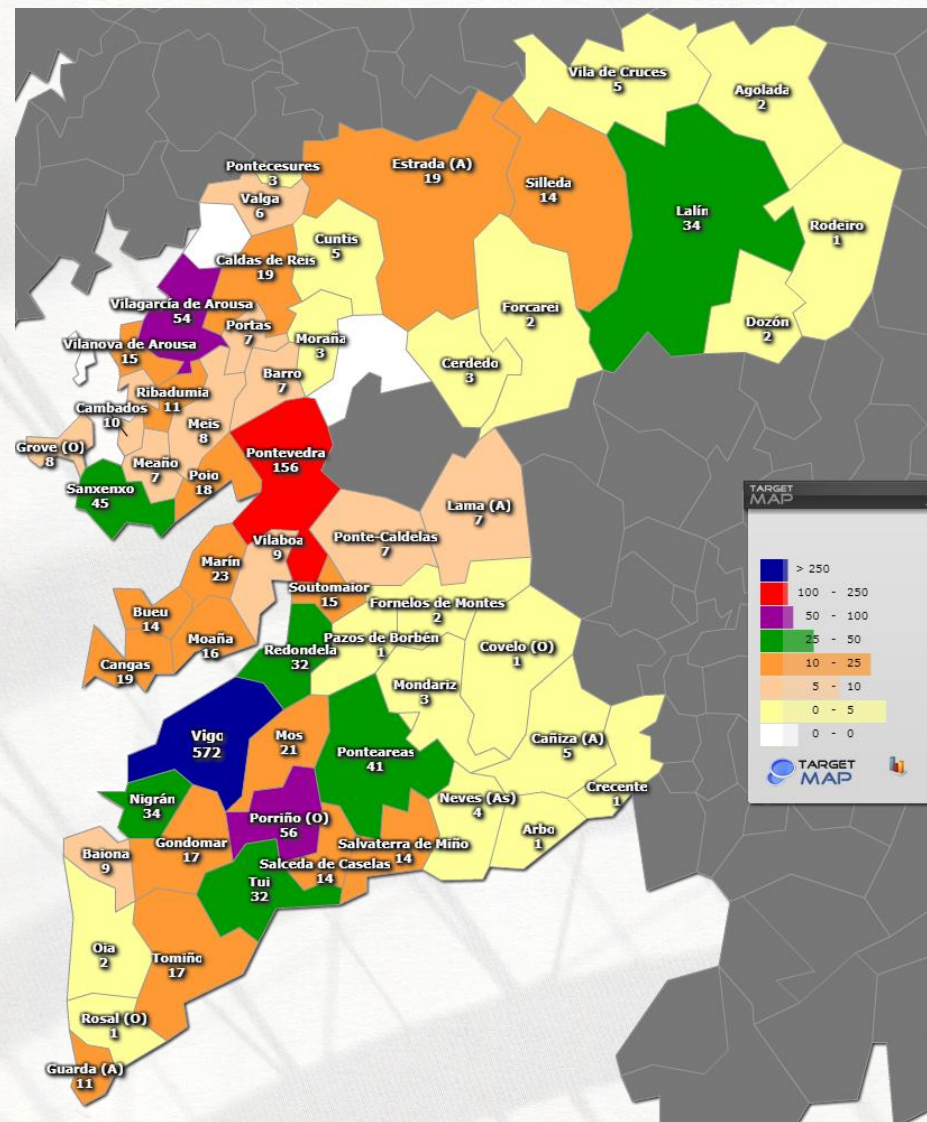 Vila de Cruces
5
Agolada
2
Pontecesures
3
Estrada (A)
19
Silleda
14
Valga
6
Lalín
34
Rodeiro
1
Cuntis
5
Caldas de Reis
19
Vilagarcía de Arousa
54
Forcarei
2
Portas
7
Dozón
2
Vilanova de Arousa
15
Moraña
3
Cerdedo
3
Barro
7
Ribadumia
11
Cambados
10
Meis
8
Grove (O)
8
Pontevedra
156
Meaño
7
Poio
18
Sanxenxo
45
Lama (A)
7
Vilaboa
9
Ponte-Caldelas
7
Marín
23
Soutomaior
15
Fornelos de Montes
2
Bueu
14
Moaña
16
Pazos de Borbén
1
Redondela
32
Covelo (O)
1
Cangas
19
Mondariz
3
Vigo
572
Mos
21
Ponteareas
41
Cañiza (A)
5
Crecente
1
Nigrán
34
Neves (As)
4
Porriño (O)
56
Arbo
1
Gondomar
17
Salvaterra de Miño
14
Baiona
9
Salceda de Caselas
14
Tui
32
Oia
2
Tomiño
17
Rosal (O)
1
Guarda (A)
11
TARGET
MAP
> 250
100 - 250
50 - 100
25 - 50
10 - 25
5 - 10
0 - 5
0 - 0
TARGET
MAP